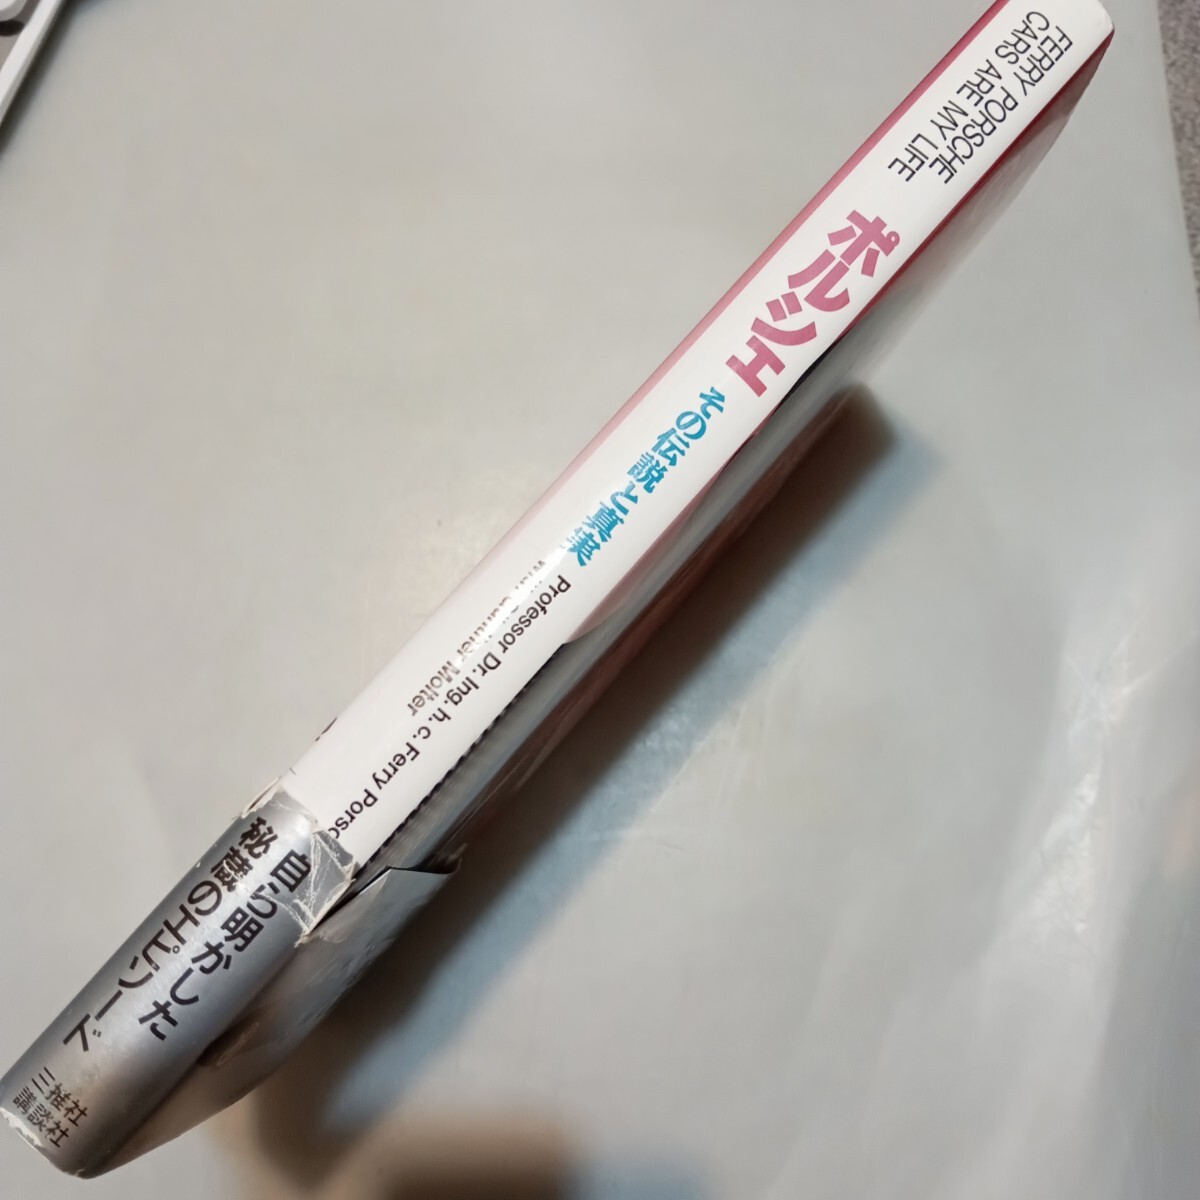 FERRY PORSCHE
CARS ARE MY LIFE
ポルシェ
その伝説と真実
Professor Dr. Ing. h. c. Ferry Porsc
Günther Molter
自ら明かした
秘蔵のエピソード
三推社
講談社